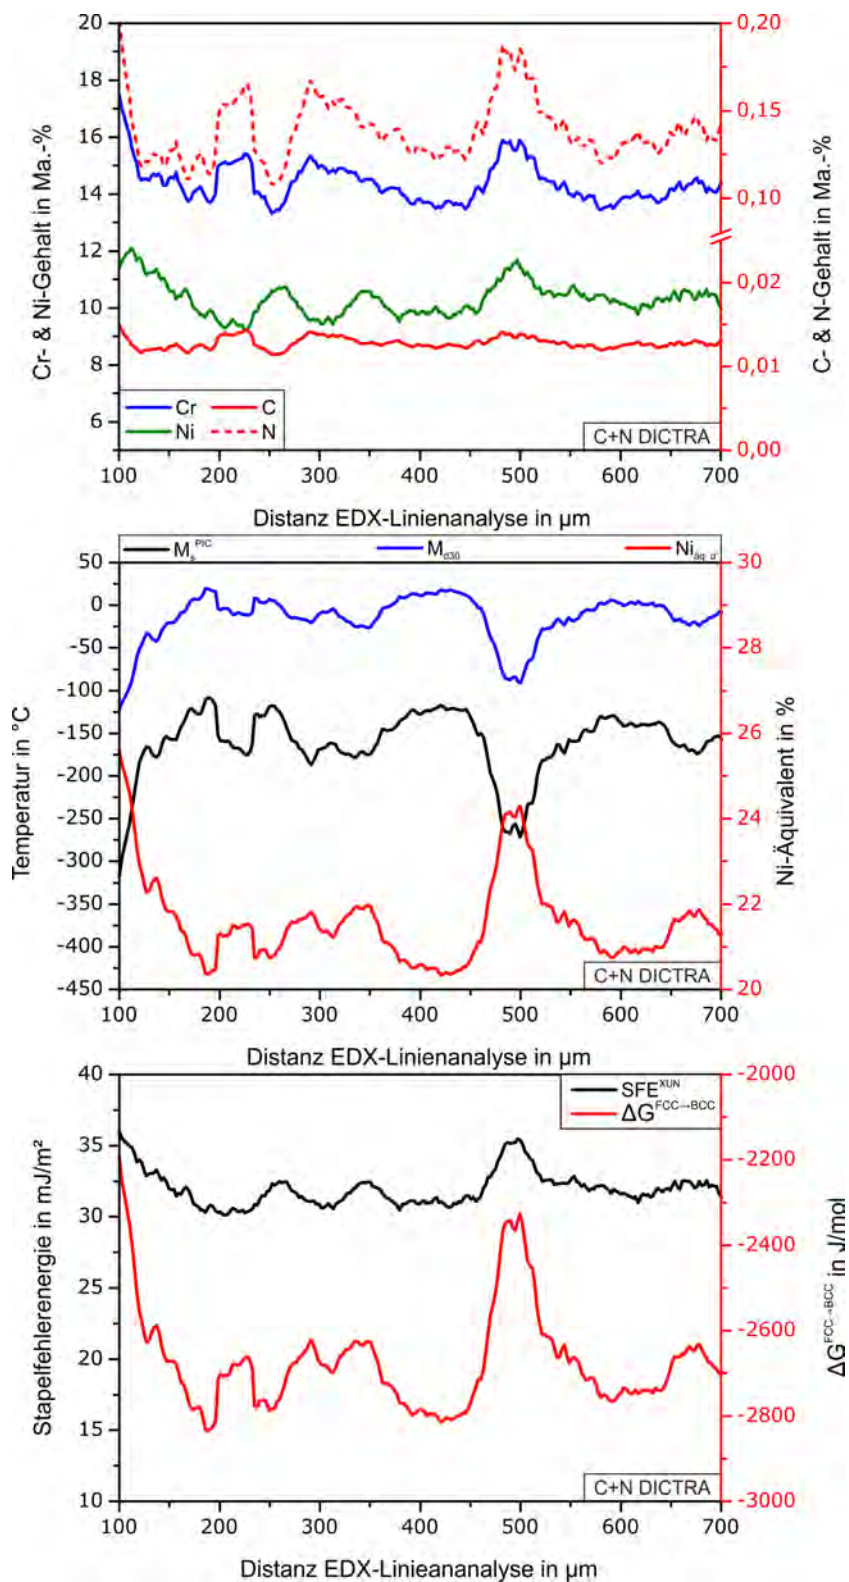 20
18
16
14
12
10
8
6
Cr- & Ni-Gehalt in Ma.-%
0,20
0,15
0,10
0,02
0,01
0,00
C- & N-Gehalt in Ma.-%
Cr C
Ni N
C+N DICTRA
100 200 300 400 500 600 700
Distanz EDX-Linienanalyse in µm
M_s^PIC M_d30 Ni_äq_α'
50
0
-50
-100
-150
-200
-250
-300
-350
-400
-450
Temperatur in °C
30
29
28
26
25
24
22
21
20
Ni-Äquivalent in %
C+N DICTRA
100 200 300 400 500 600 700
Distanz EDX-Linienanalyse in µm
40
35
30
25
20
15
10
Stapelfehlerenergie in mJ/m²
SFE^XUN
ΔG^FCC→BCC
-2000
-2200
-2400
-2600
-2800
-3000
ΔG^FCC→BCC in J/mol
C+N DICTRA
100 200 300 400 500 600 700
Distanz EDX-Linieananalyse in µm